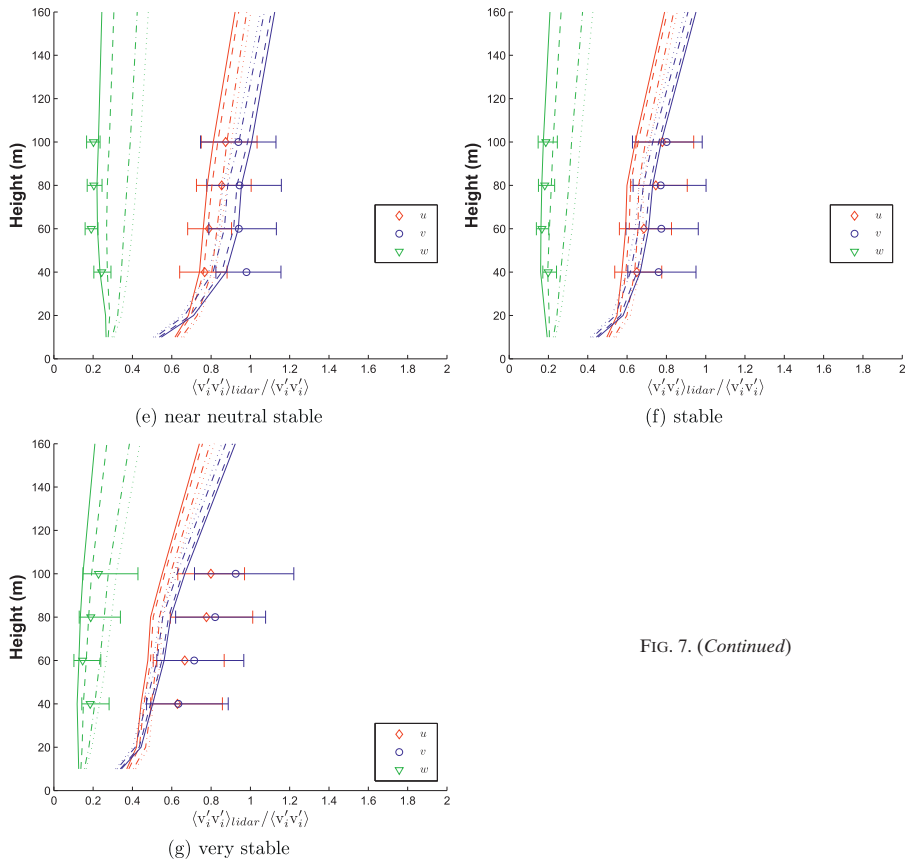 160
140
120
100
80
60
40
20
0
Height (m)
0 0.2 0.4 0.6 0.8 1 1.2 1.4 1.6 1.8 2
⟨v′ᵢv′ᵢ⟩lidar/⟨v′ᵢv′ᵢ⟩
u
v
w
(e) near neutral stable
160
140
120
100
80
60
40
20
0
Height (m)
0 0.2 0.4 0.6 0.8 1 1.2 1.4 1.6 1.8 2
⟨v′ᵢv′ᵢ⟩lidar/⟨v′ᵢv′ᵢ⟩
u
v
w
(f) stable
160
140
120
100
80
60
40
20
0
Height (m)
0 0.2 0.4 0.6 0.8 1 1.2 1.4 1.6 1.8 2
⟨v′ᵢv′ᵢ⟩lidar/⟨v′ᵢv′ᵢ⟩
u
v
w
(g) very stable
FIG. 7. (Continued)